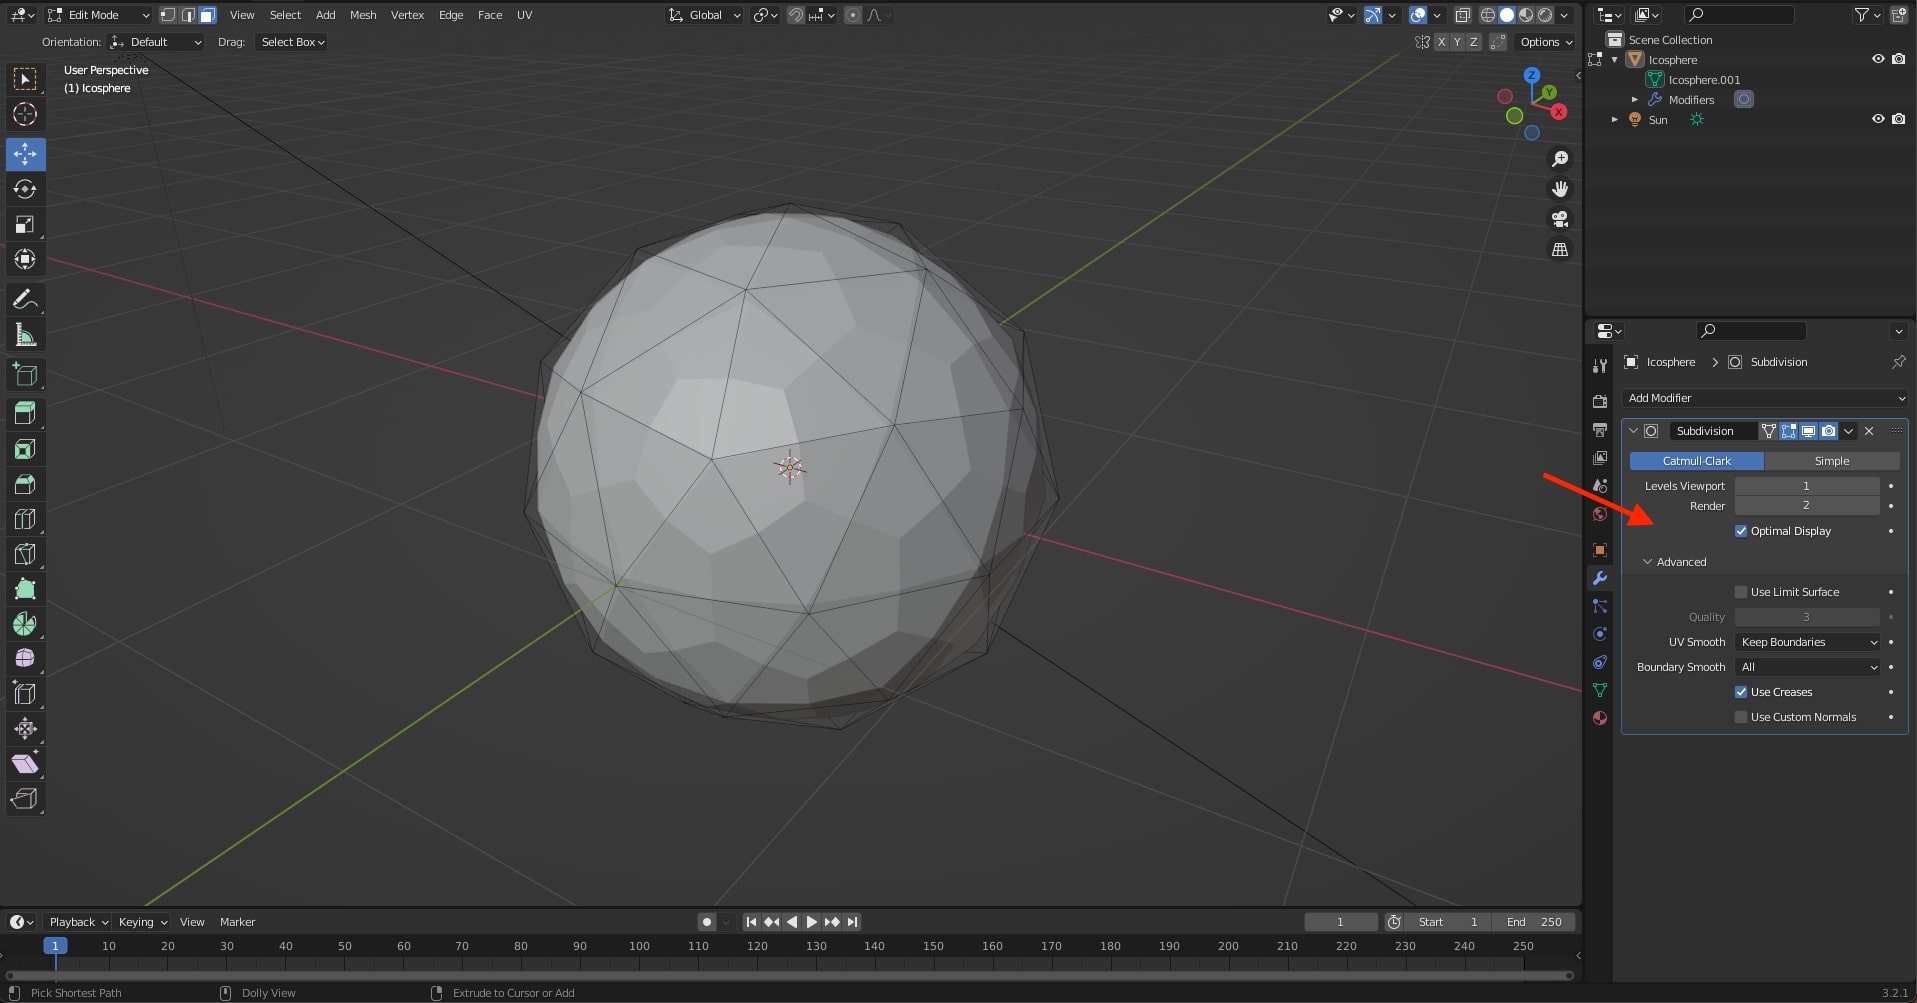 Edit Mode View Select Add Mesh Vertex Edge Face UV Global
Orientation: Default Drag: Select Box X Y Z Options
User Perspective
(1) Icosphere
Z
Y
X
Scene Collection
Icosphere
Icosphere.001
Modifiers
Sun
Icosphere > Subdivision
Add Modifier
Subdivision
Catmull-Clark Simple
Levels Viewport 1
Render 2
Optimal Display
Advanced
Use Limit Surface
Quality 3
UV Smooth Keep Boundaries
Boundary Smooth All
Use Creases
Use Custom Normals
Playback Keying View Marker 1 Start 1 End 250
1 10 20 30 40 50 60 70 80 90 100 110 120 130 140 150 160 170 180 190 200 210 220 230 240 250
Pick Shortest Path Dolly View Extrude to Cursor or Add 3.2.1